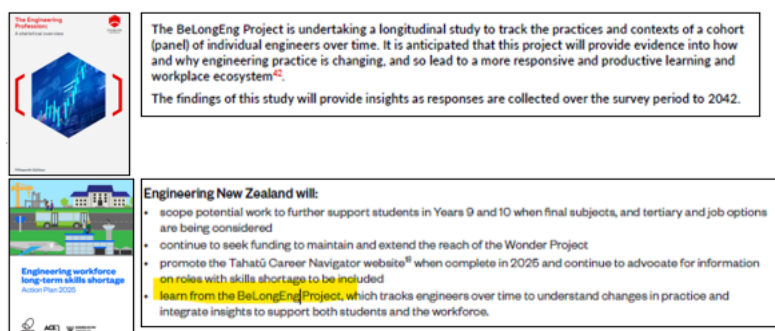 The Engineering
Profession:
A statistical overview
The BeLongEng Project is undertaking a longitudinal study to track the practices and contexts of a cohort
(panel) of individual engineers over time. It is anticipated that this project will provide evidence into how
and why engineering practice is changing, and so lead to a more responsive and productive learning and
workplace ecosystem42.
The findings of this study will provide insights as responses are collected over the survey period to 2042.
Engineering workforce
long-term skills shortage
Action Plan 2025
Engineering New Zealand will:
• scope potential work to further support students in Years 9 and 10 when final subjects, and tertiary and job options
are being considered
• continue to seek funding to maintain and extend the reach of the Wonder Project
• promote the Tahatū Career Navigator website when complete in 2025 and continue to advocate for information
on roles with skills shortage to be included
• learn from the BeLongEng Project, which tracks engineers over time to understand changes in practice and
integrate insights to support both students and the workforce.